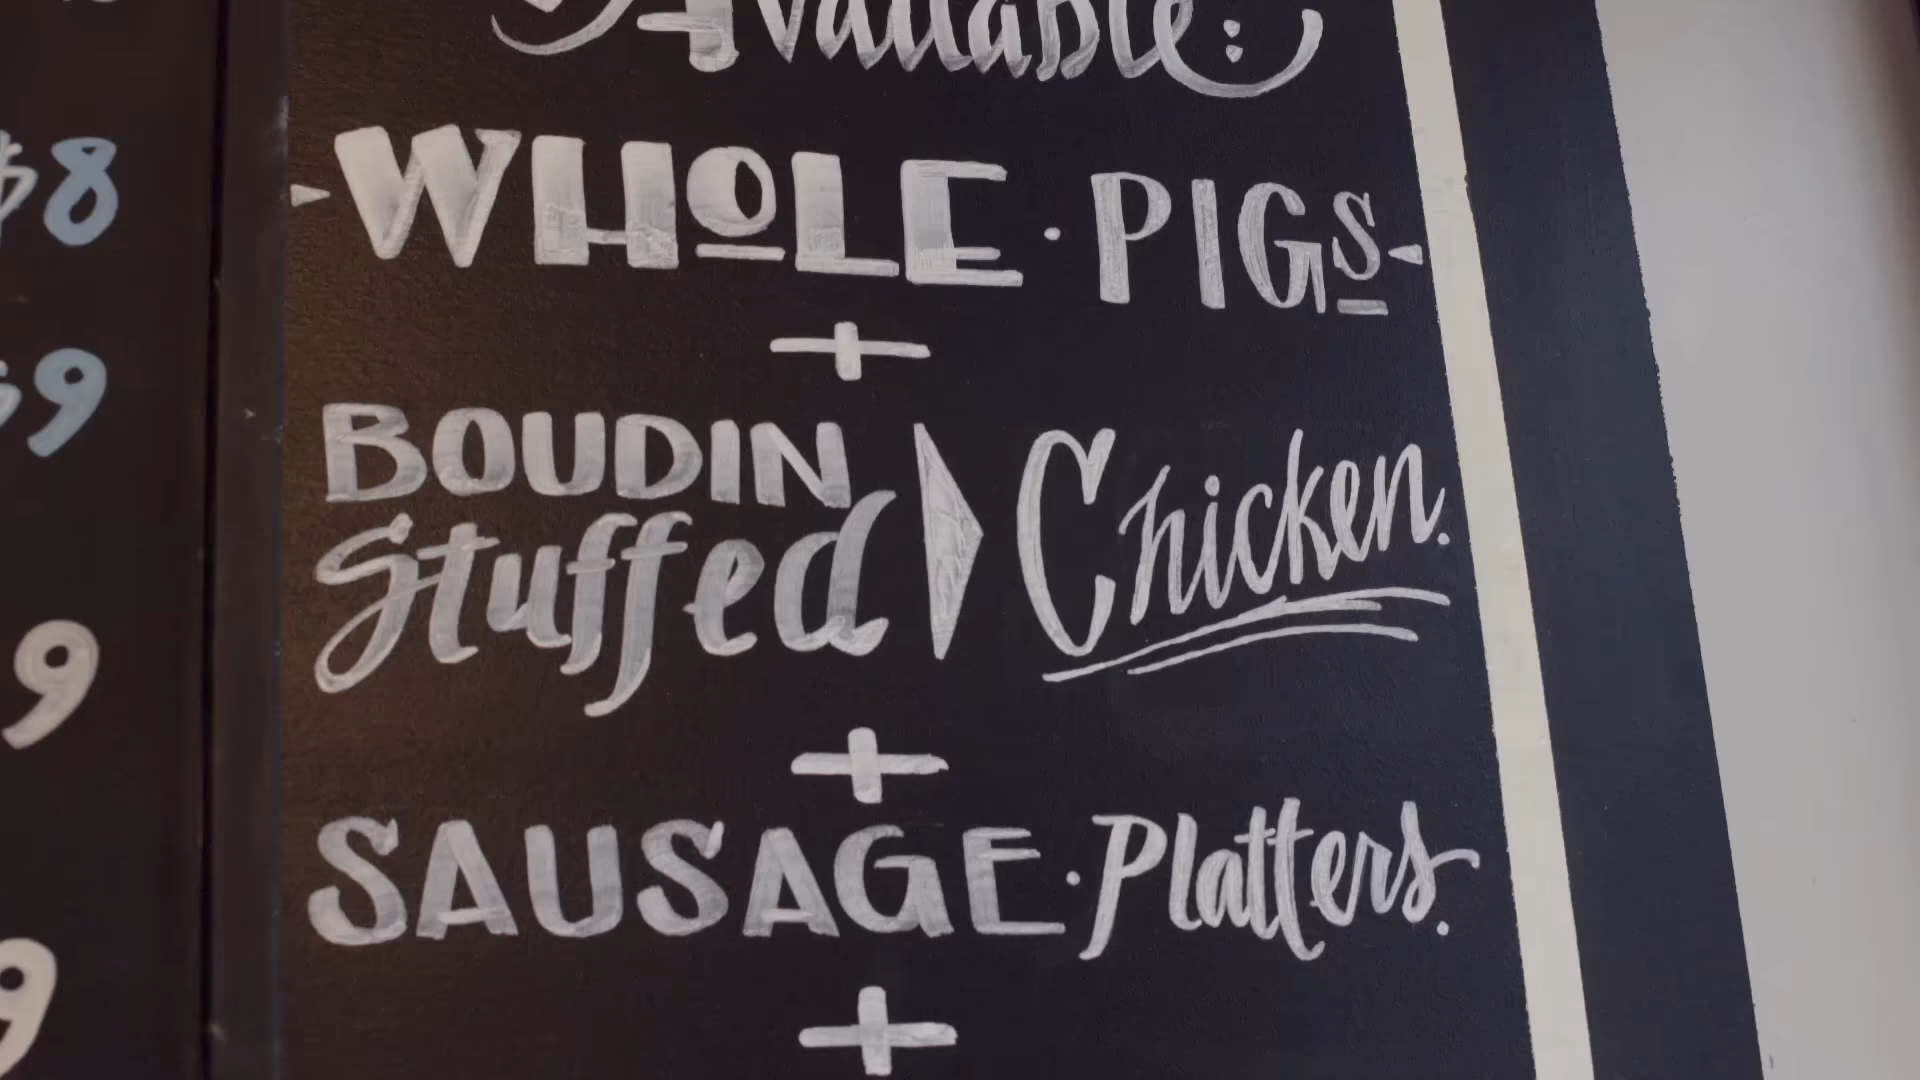 Available:
WHOLE · PIGs
+
BOUDIN
Stuffed
Chicken.
+
SAUSAGE · Platters.
+
$8
$9
9
9